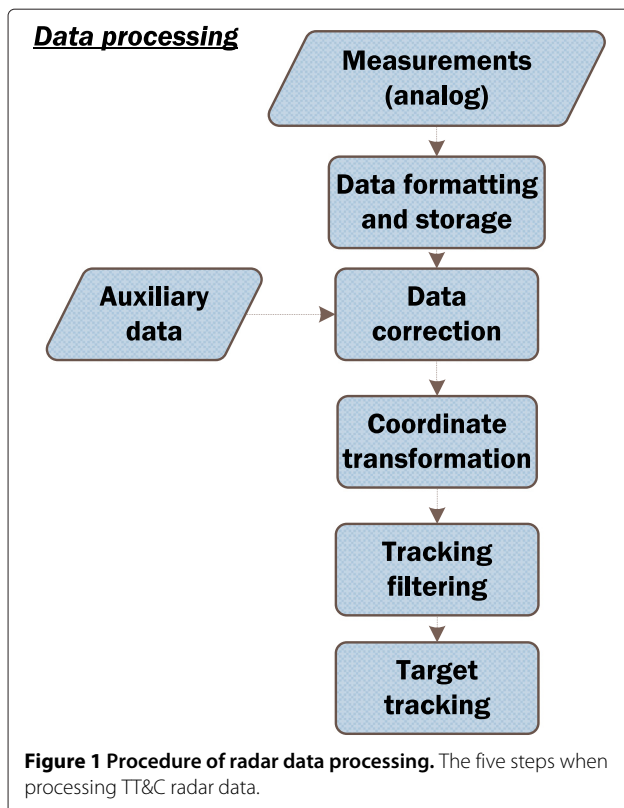 Data processing
Measurements
(analog)
Data formatting
and storage
Auxiliary
data
Data
correction
Coordinate
transformation
Tracking
filtering
Target
tracking
Figure 1 Procedure of radar data processing. The five steps when
processing TT&C radar data.